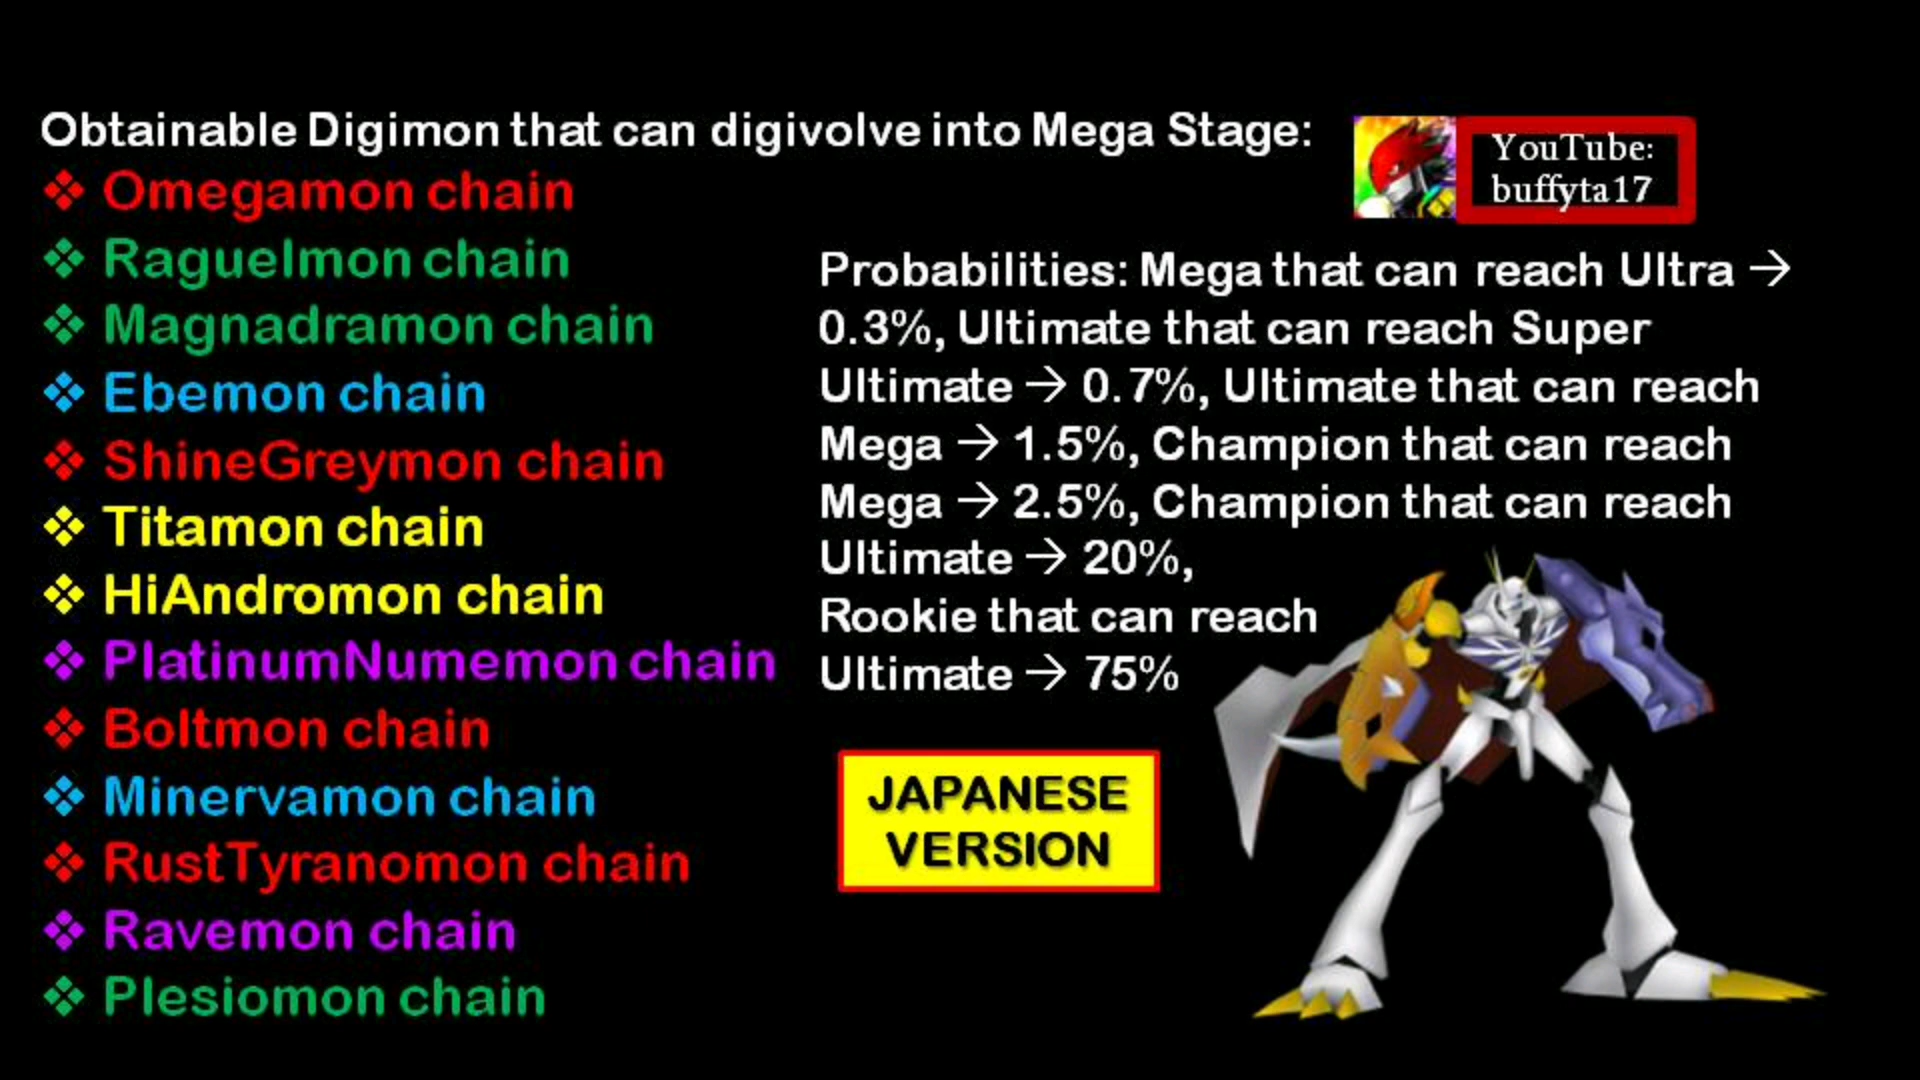 Obtainable Digimon that can digivolve into Mega Stage:
❖ Omegamon chain
❖ Raguelmon chain
❖ Magnadramon chain
❖ Ebemon chain
❖ ShineGreymon chain
❖ Titamon chain
❖ HiAndromon chain
❖ PlatinumNumemon chain
❖ Boltmon chain
❖ Minervamon chain
❖ RustTyranomon chain
❖ Ravemon chain
❖ Plesiomon chain
YouTube:
buffyta17
Probabilities: Mega that can reach Ultra →
0.3%, Ultimate that can reach Super
Ultimate → 0.7%, Ultimate that can reach
Mega → 1.5%, Champion that can reach
Mega → 2.5%, Champion that can reach
Ultimate → 20%,
Rookie that can reach
Ultimate → 75%
JAPANESE
VERSION